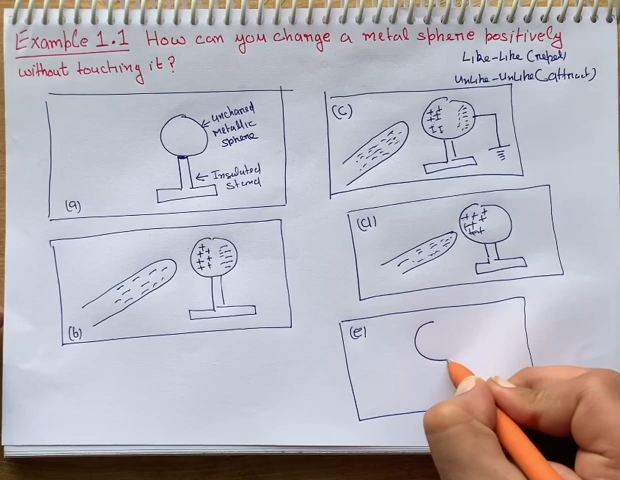 Example 1.1 How can you change a metal sphere positively
without touching it?
Like-Like (repel)
Unlike-Unlike (attract)
(a)
unchared
metallic
sphere
Insulated
stand
(b)
(c)
(d)
(e)